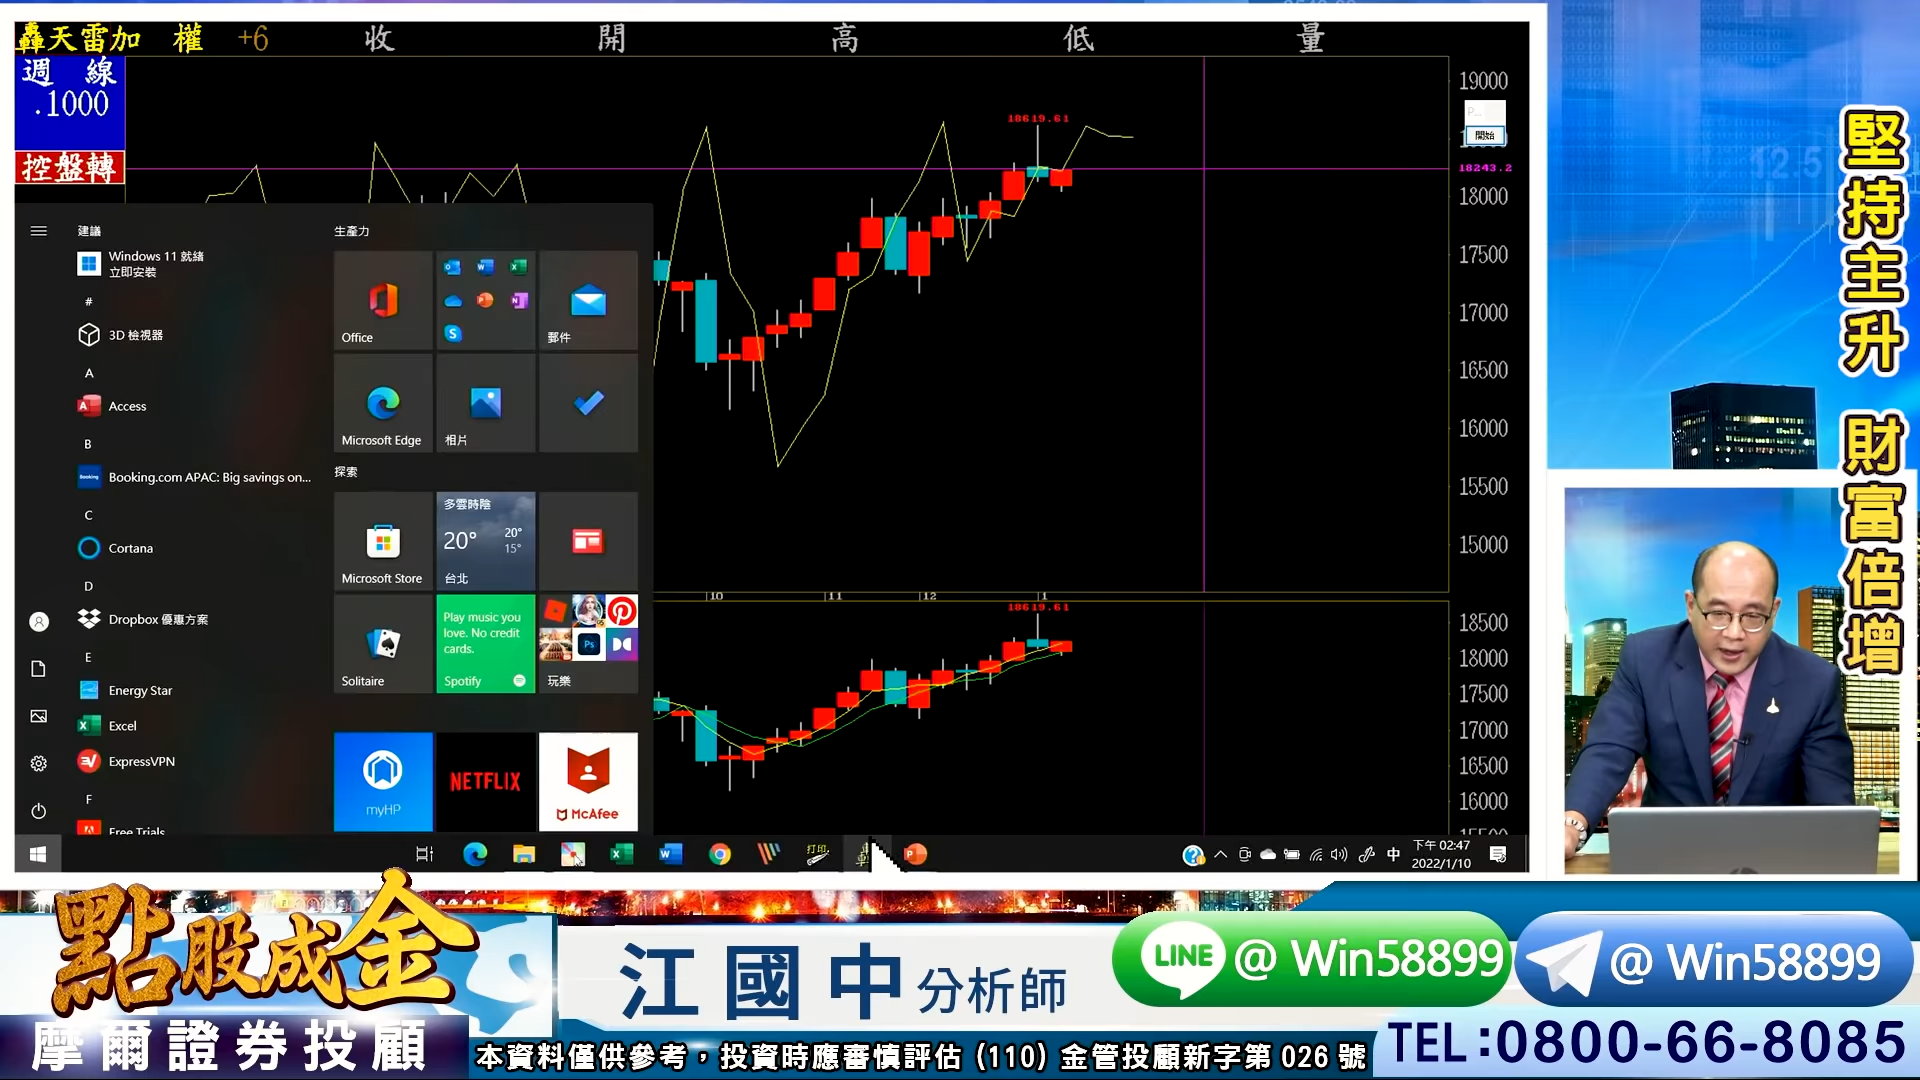 轟天雷加 權 +6 收 開 高 低 量
週 線
.1000
控盤轉
19000
18619.61
開始
18243.2
18000
17500
17000
16500
16000
15500
15000
10 11 12 1
18619.61
18500
18000
17500
17000
16500
16000
建議
Windows 11 就緒
立即安裝
#
3D 檢視器
A
Access
B
Booking.com APAC: Big savings on...
C
Cortana
D
Dropbox 優惠方案
E
Energy Star
Excel
ExpressVPN
F
Free Trials
生產力
Office
郵件
Microsoft Edge
相片
探索
Microsoft Store
多雲時陰
20°
20°
15°
台北
Solitaire
Play music you
love. No credit
cards.
Spotify
玩樂
myHP
NETFLIX
McAfee
打印
中
下午 02:47
2022/1/10
堅持主升 財富倍增
點股成金
摩爾證券投顧
江國中 分析師
LINE @ Win58899
@ Win58899
TEL:0800-66-8085
本資料僅供參考，投資時應審慎評估 (110) 金管投顧新字第 026 號